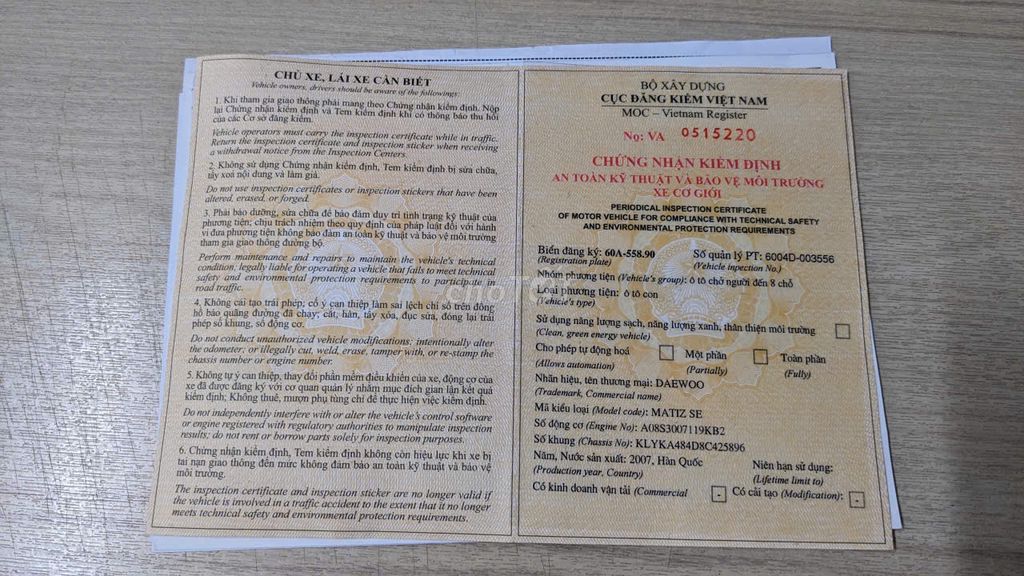 CHỦ XE, LÁI XE CẦN BIẾT
Vehicle owners, drivers should be aware of the followings:
1. Khi tham gia giao thông phải mang theo Chứng nhận kiểm định. Nộp
lại Chứng nhận kiểm định và Tem kiểm định khi có thông báo thu hồi
của các Cơ sở đăng kiểm.
Vehicle operators must carry the inspection certificate while in traffic.
Return the inspection certificate and inspection sticker when receiving
a withdrawal notice from the Inspection Centers.
2. Không sử dụng Chứng nhận kiểm định, Tem kiểm định bị sửa chữa,
tẩy xoá nội dung và làm giả.
Do not use inspection certificates or inspection stickers that have been
altered, erased, or forged.
3. Phải bảo dưỡng, sửa chữa để bảo đảm duy trì tình trạng kỹ thuật của
phương tiện; chịu trách nhiệm theo quy định của pháp luật đối với hành
vi đưa phương tiện không bảo đảm an toàn kỹ thuật và bảo vệ môi trường
tham gia giao thông đường bộ.
Perform maintenance and repairs to maintain the vehicle's technical
condition, legally liable for operating a vehicle that fails to meet technical
safety and environmental protection requirements to participate in
road traffic.
4. Không cải tạo trái phép; cố ý can thiệp làm sai lệch chỉ số trên đồng
hồ báo quãng đường đã chạy; cắt, hàn, tẩy xóa, đục sửa, đóng lại trái
phép số khung, số động cơ.
Do not conduct unauthorized vehicle modifications; intentionally alter
the odometer; or illegally cut, weld, erase, tamper with, or re-stamp the
chassis number or engine number.
5. Không tự ý can thiệp, thay đổi phần mềm điều khiển của xe, động cơ của
xe đã được đăng ký với cơ quan quản lý nhằm mục đích gian lận kết quả
kiểm định; Không thuê, mượn phụ tùng chỉ để thực hiện việc kiểm định.
Do not independently interfere with or alter the vehicle's control software
or engine registered with regulatory authorities to manipulate inspection
results; do not rent or borrow parts solely for inspection purposes.
6. Chứng nhận kiểm định, Tem kiểm định không còn hiệu lực khi xe bị
tai nạn giao thông đến mức không đảm bảo an toàn kỹ thuật và bảo vệ
môi trường.
The inspection certificate and inspection sticker are no longer valid if
the vehicle is involved in a traffic accident to the extent that it no longer
meets technical safety and environmental protection requirements.
BỘ XÂY DỰNG
CỤC ĐĂNG KIỂM VIỆT NAM
MOC – Vietnam Register
No: VA 0515220
CHỨNG NHẬN KIỂM ĐỊNH
AN TOÀN KỸ THUẬT VÀ BẢO VỆ MÔI TRƯỜNG
XE CƠ GIỚI
PERIODICAL INSPECTION CERTIFICATE
OF MOTOR VEHICLE FOR COMPLIANCE WITH TECHNICAL SAFETY
AND ENVIRONMENTAL PROTECTION REQUIREMENTS
Biển đăng ký: 60A-558.90 Số quản lý PT: 6004D-003556
(Registration plate) (Vehicle inpection No.)
Nhóm phương tiện (Vehicle's group): ô tô chở người đến 8 chỗ
Loại phương tiện: ô tô con
(Vehicle's type)
Sử dụng năng lượng sạch, năng lượng xanh, thân thiện môi trường
(Clean, green energy vehicle)
Cho phép tự động hoá Một phần Toàn phần
(Allows automation) (Partially) (Fully)
Nhãn hiệu, tên thương mại: DAEWOO
(Trademark, Commercial name)
Mã kiểu loại (Model code): MATIZ SE
Số động cơ (Engine No): A08S3007119KB2
Số khung (Chassis No): KLYKA484D8C425896
Năm, Nước sản xuất: 2007, Hàn Quốc Niên hạn sử dụng:
(Production year, Country) (Lifetime limit to)
Có kinh doanh vận tải (Commercial - Có cải tạo (Modification): -